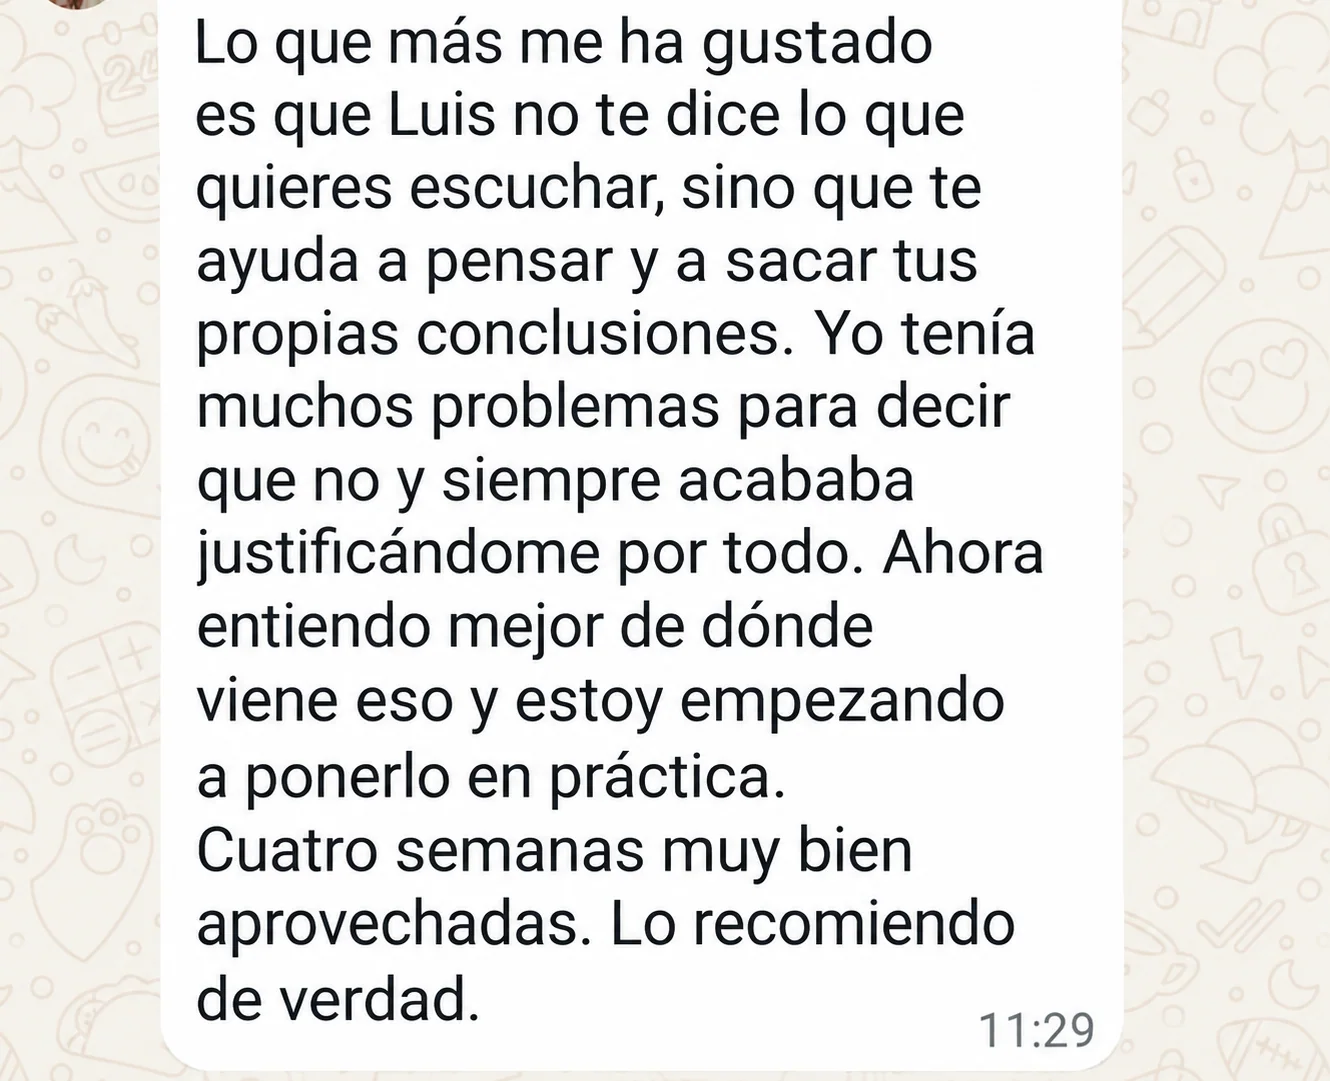 Lo que más me ha gustado
es que Luis no te dice lo que
quieres escuchar, sino que te
ayuda a pensar y a sacar tus
propias conclusiones. Yo tenía
muchos problemas para decir
que no y siempre acababa
justificándome por todo. Ahora
entiendo mejor de dónde
viene eso y estoy empezando
a ponerlo en práctica.
Cuatro semanas muy bien
aprovechadas. Lo recomiendo
de verdad.
11:29